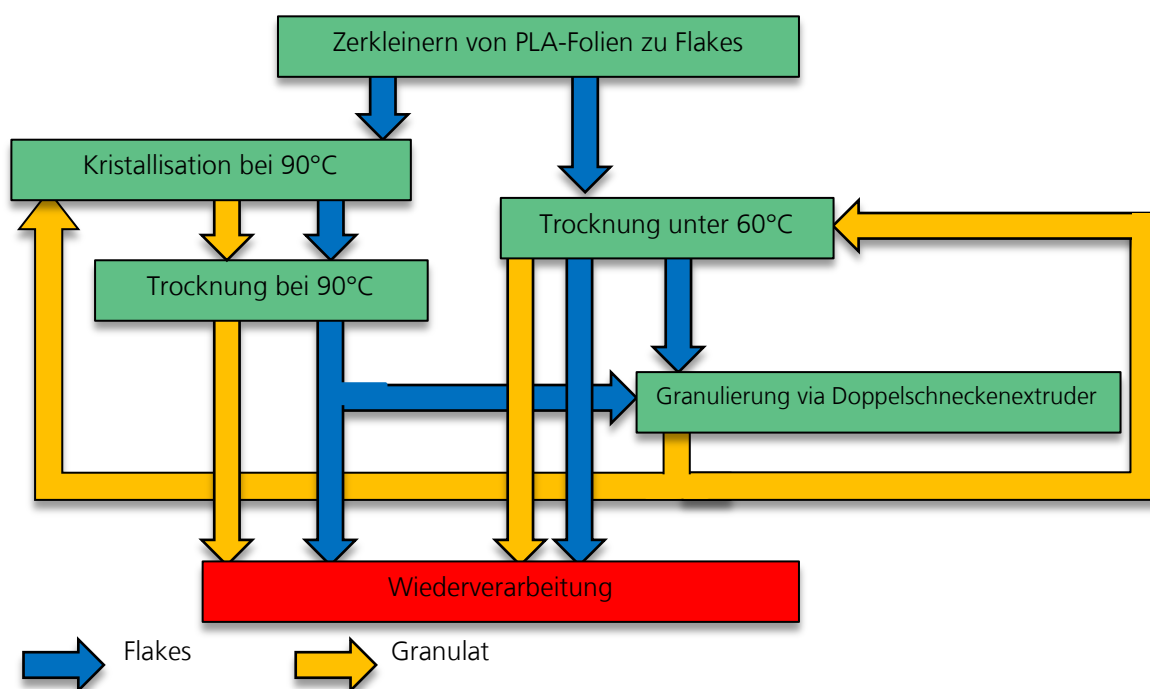 Zerkleinern von PLA-Folien zu Flakes
Kristallisation bei 90°C
Trocknung unter 60°C
Trocknung bei 90°C
Granulierung via Doppelschneckenextruder
Wiederverarbeitung
Flakes
Granulat